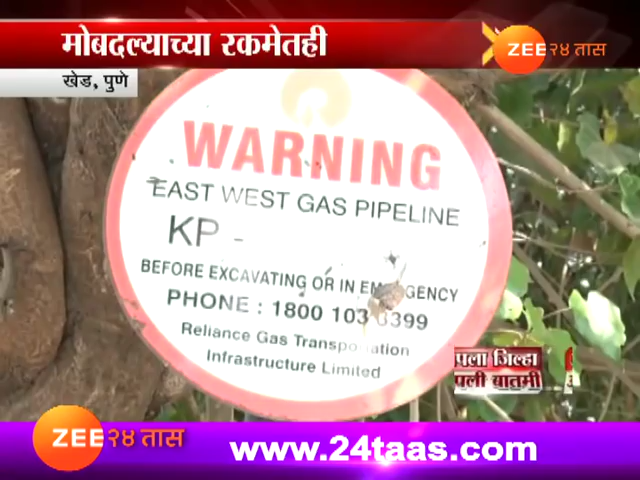 मोबदल्याच्या रकमेतही
ZEE २४ तास
खेड, पुणे
WARNING
EAST WEST GAS PIPELINE
KP -
BEFORE EXCAVATING OR IN EMERGENCY
PHONE : 1800 103 6399
Reliance Gas Transportation
Infrastructure Limited
पला जिल्हा
पली बातमी
ZEE २४ तास
www.24taas.com